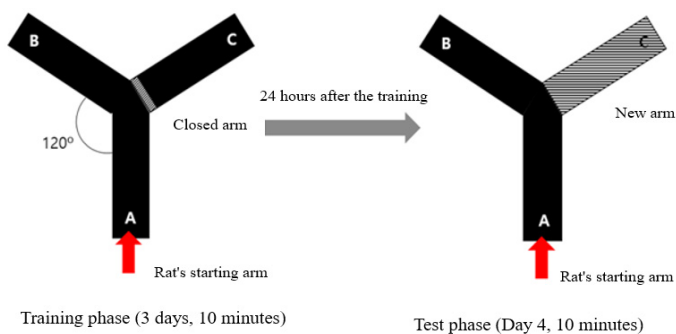 B
C
120°
Closed arm
A
Rat's starting arm
Training phase (3 days, 10 minutes)
24 hours after the training
B
C
New arm
A
Rat's starting arm
Test phase (Day 4, 10 minutes)